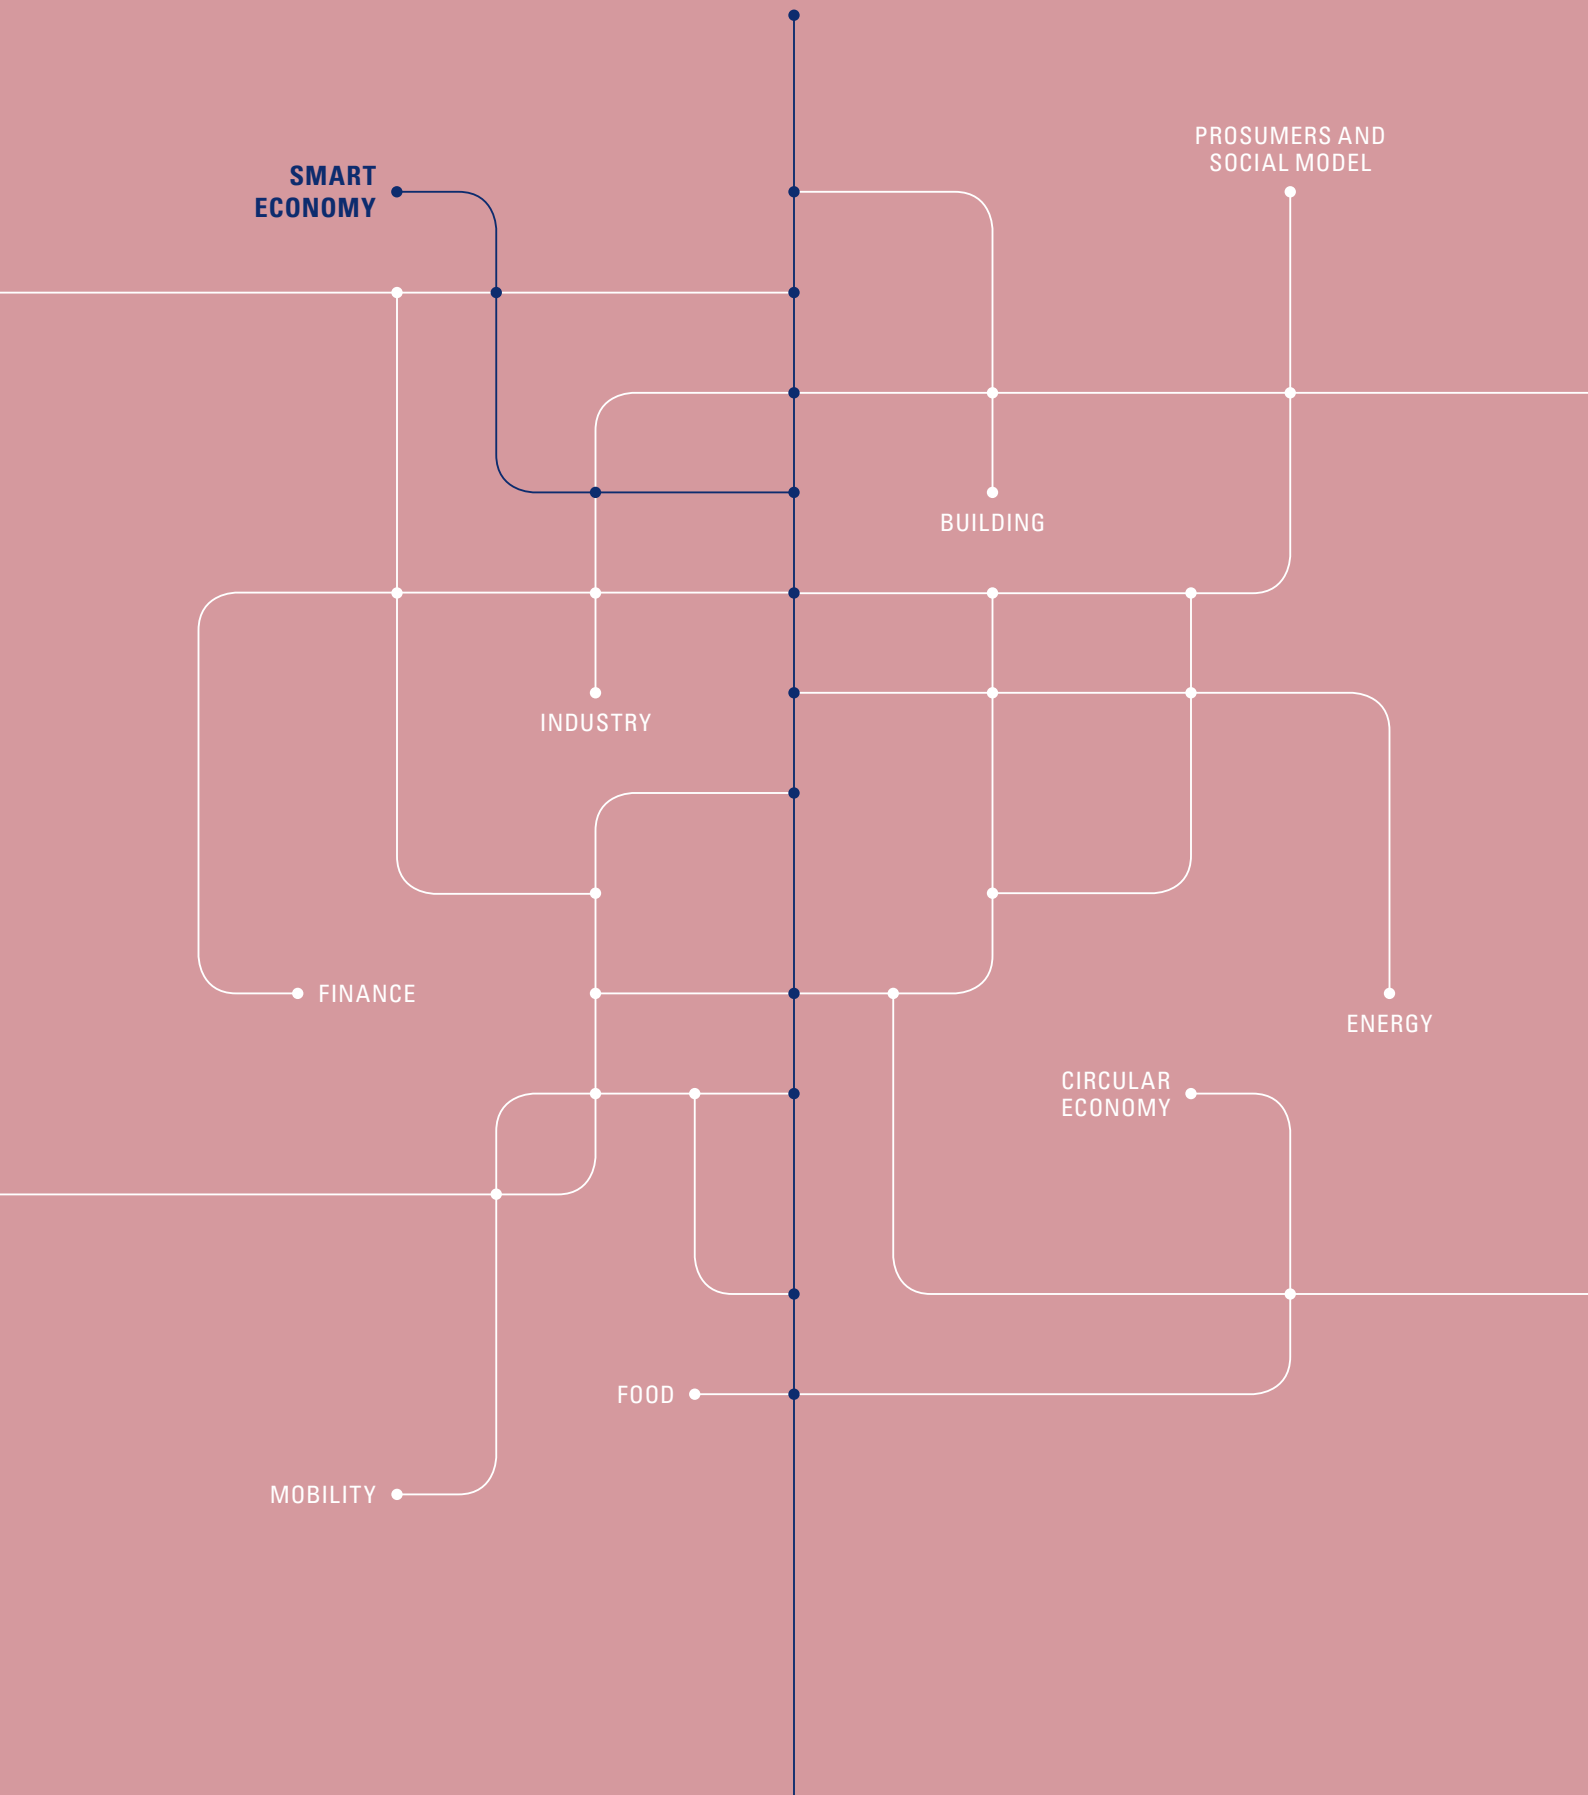 PROSUMERS AND
SOCIAL MODEL
SMART
ECONOMY
BUILDING
INDUSTRY
FINANCE
ENERGY
CIRCULAR
ECONOMY
FOOD
MOBILITY